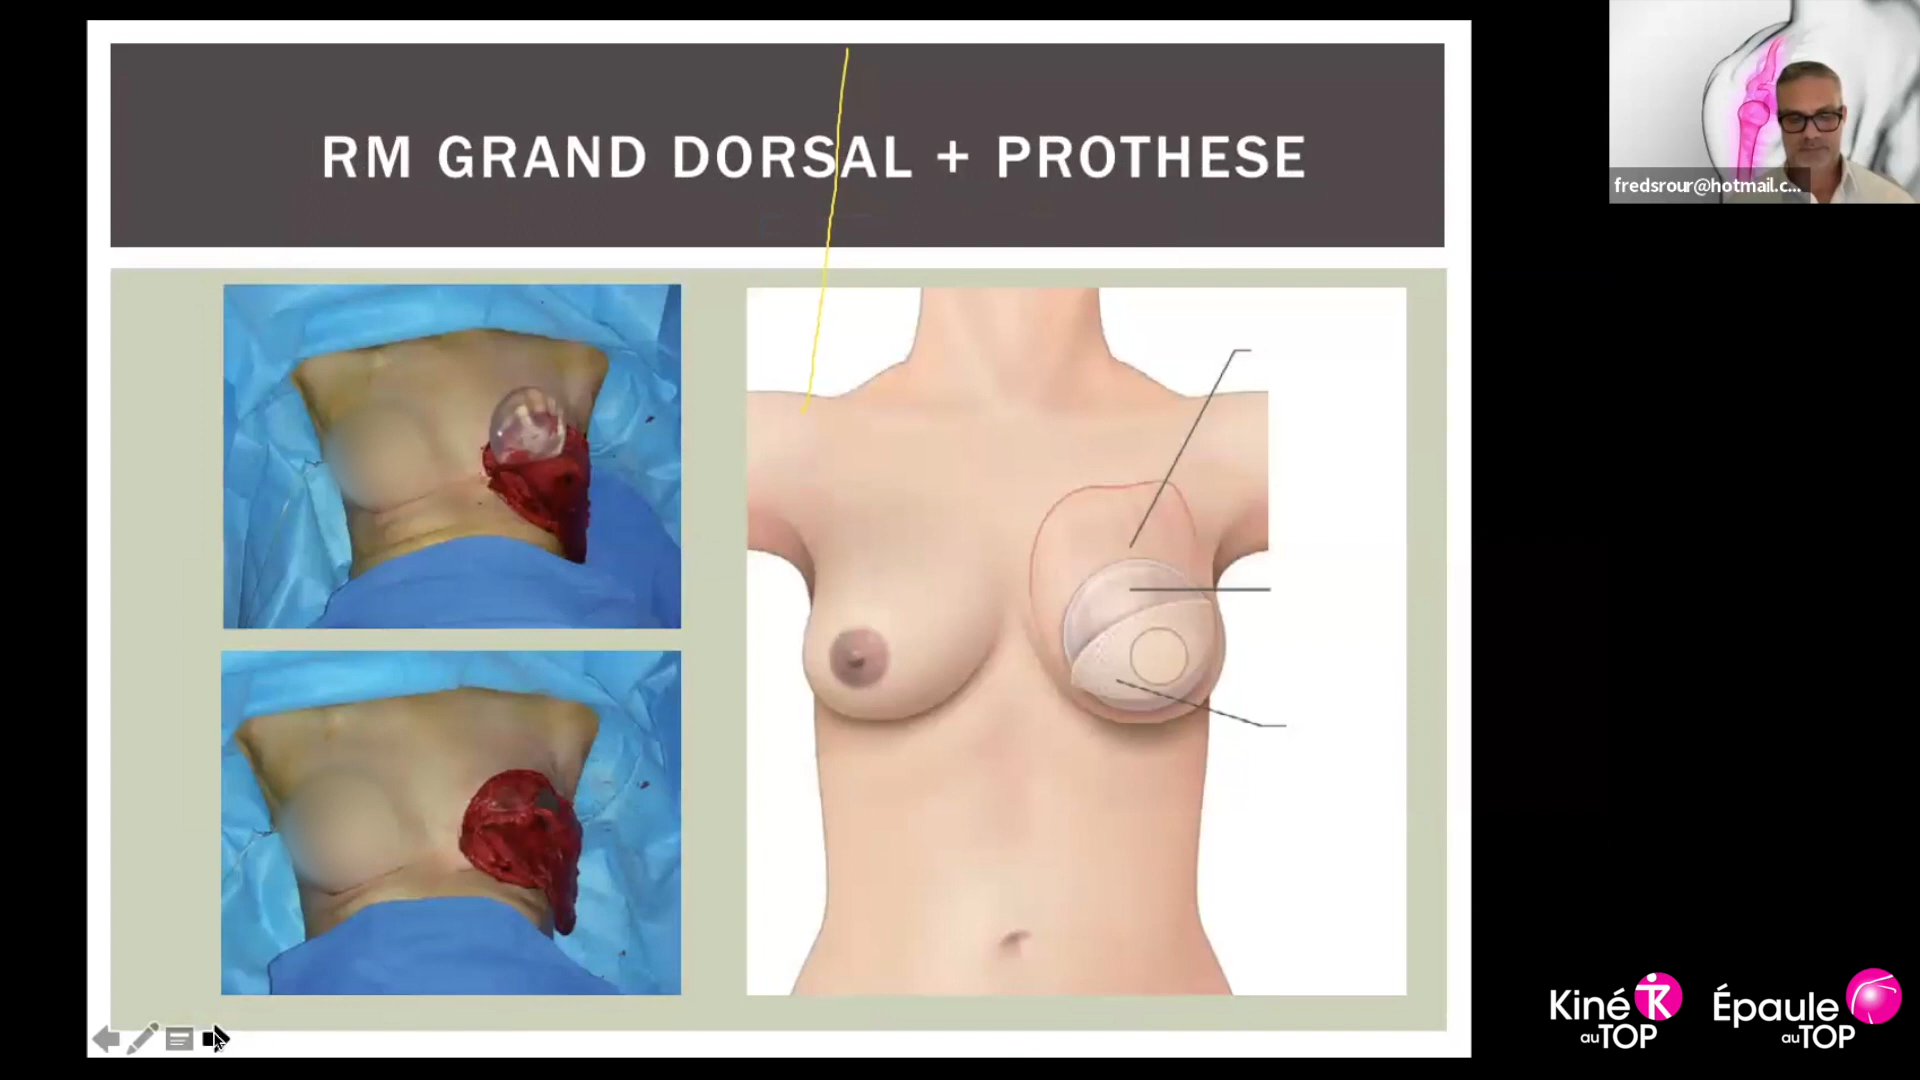 RM GRAND DORSAL + PROTHESE
fredsrour@hotmail.c...
Kiné
au TOP
Épaule
au TOP